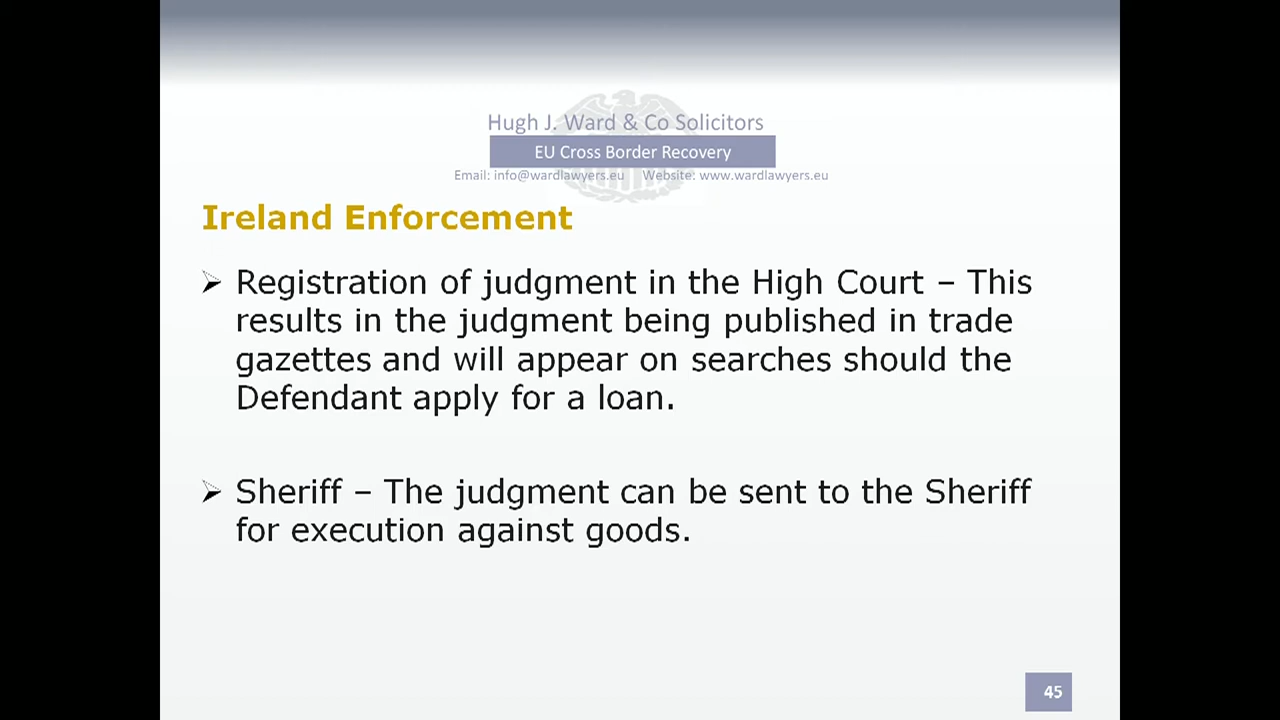 Hugh J. Ward & Co Solicitors
EU Cross Border Recovery
Email: info@wardlawyers.eu Website: www.wardlawyers.eu
Ireland Enforcement
➢ Registration of judgment in the High Court – This
results in the judgment being published in trade
gazettes and will appear on searches should the
Defendant apply for a loan.
➢ Sheriff – The judgment can be sent to the Sheriff
for execution against goods.
45